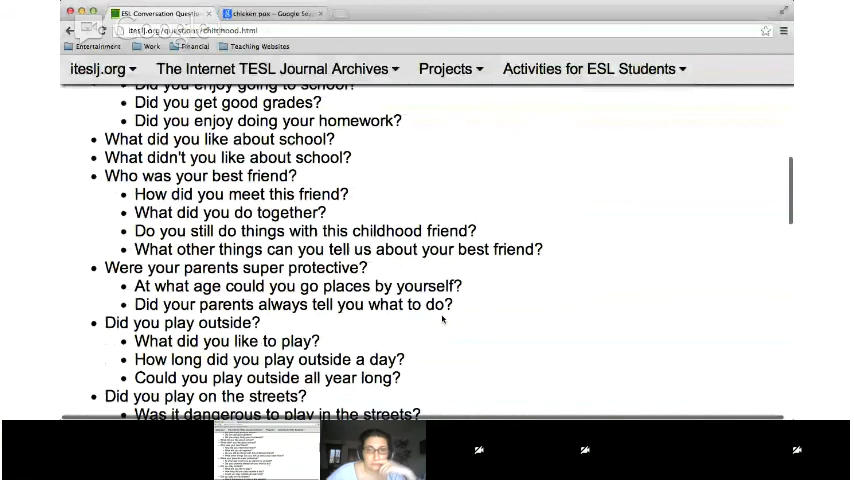 ESL Conversation Questio
chicken pox - Google Se
iteslj.org/questions/childhood.html
Entertainment Work Financial Teaching Websites
iteslj.org The Internet TESL Journal Archives Projects Activities for ESL Students
Did you enjoy going to school?
Did you get good grades?
Did you enjoy doing your homework?
What did you like about school?
What didn't you like about school?
Who was your best friend?
How did you meet this friend?
What did you do together?
Do you still do things with this childhood friend?
What other things can you tell us about your best friend?
Were your parents super protective?
At what age could you go places by yourself?
Did your parents always tell you what to do?
Did you play outside?
What did you like to play?
How long did you play outside a day?
Could you play outside all year long?
Did you play on the streets?
Was it dangerous to play in the streets?